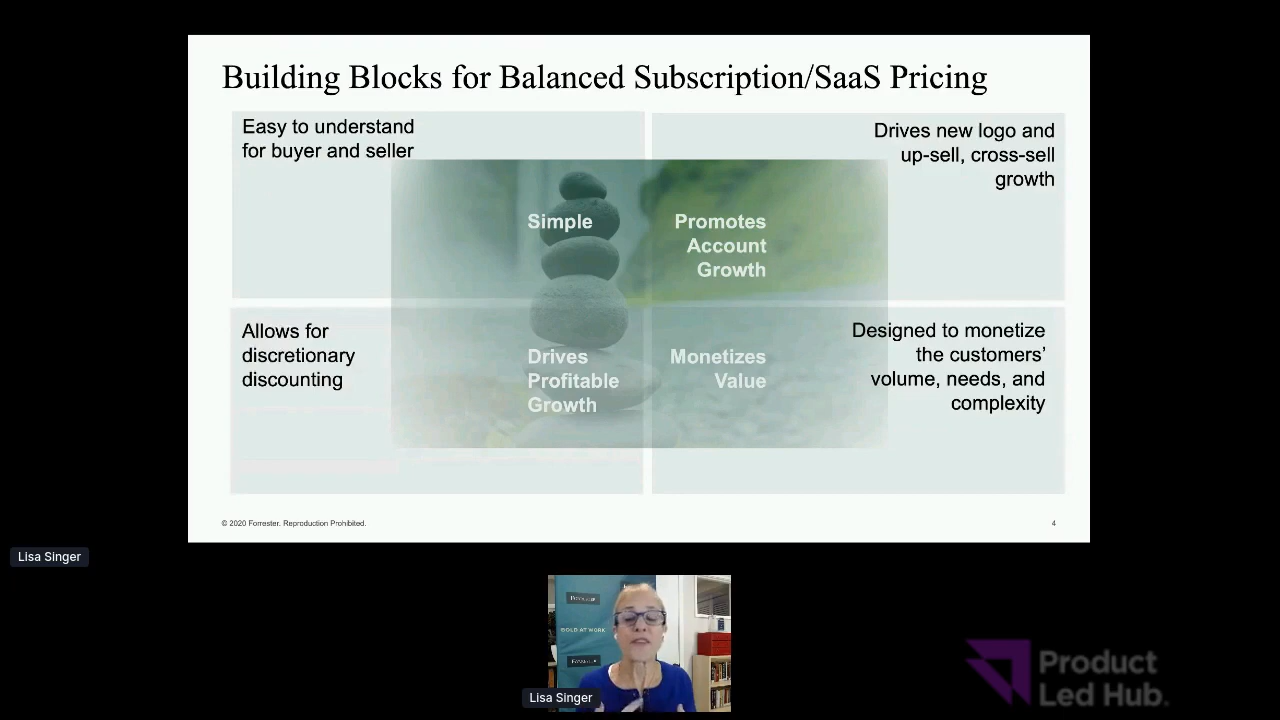 Building Blocks for Balanced Subscription/SaaS Pricing
Easy to understand
for buyer and seller
Drives new logo and
up-sell, cross-sell
growth
Simple
Promotes
Account
Growth
Allows for
discretionary
discounting
Drives
Profitable
Growth
Monetizes
Value
Designed to monetize
the customers’
volume, needs, and
complexity
© 2020 Forrester. Reproduction Prohibited.
4
Lisa Singer
BOLD AT WORK
Lisa Singer
Product
Led Hub.